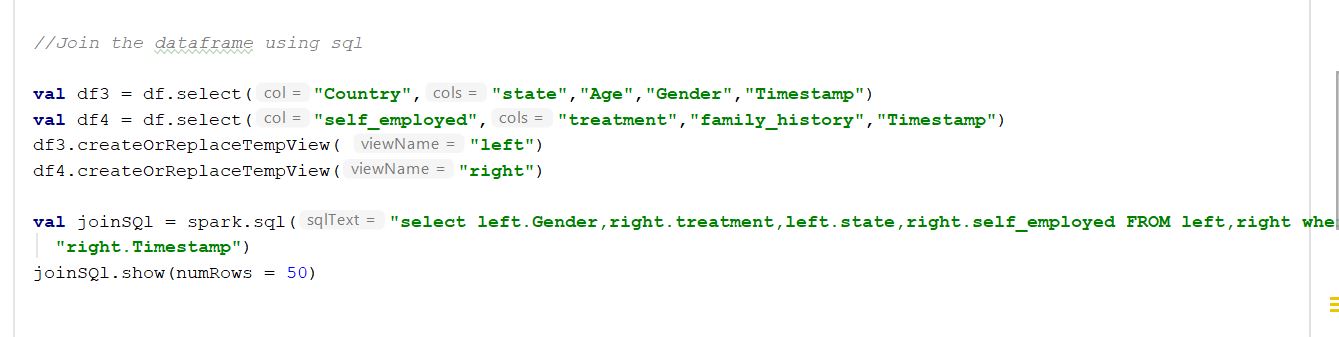 //Join the dataframe using sql
val df3 = df.select( col = "Country", cols = "state","Age","Gender","Timestamp")
val df4 = df.select( col = "self_employed", cols = "treatment","family_history","Timestamp")
df3.createOrReplaceTempView( viewName = "left")
df4.createOrReplaceTempView( viewName = "right")
val joinSQl = spark.sql( sqlText = "select left.Gender,right.treatment,left.state,right.self_employed FROM left,right whe
"right.Timestamp")
joinSQl.show(numRows = 50)